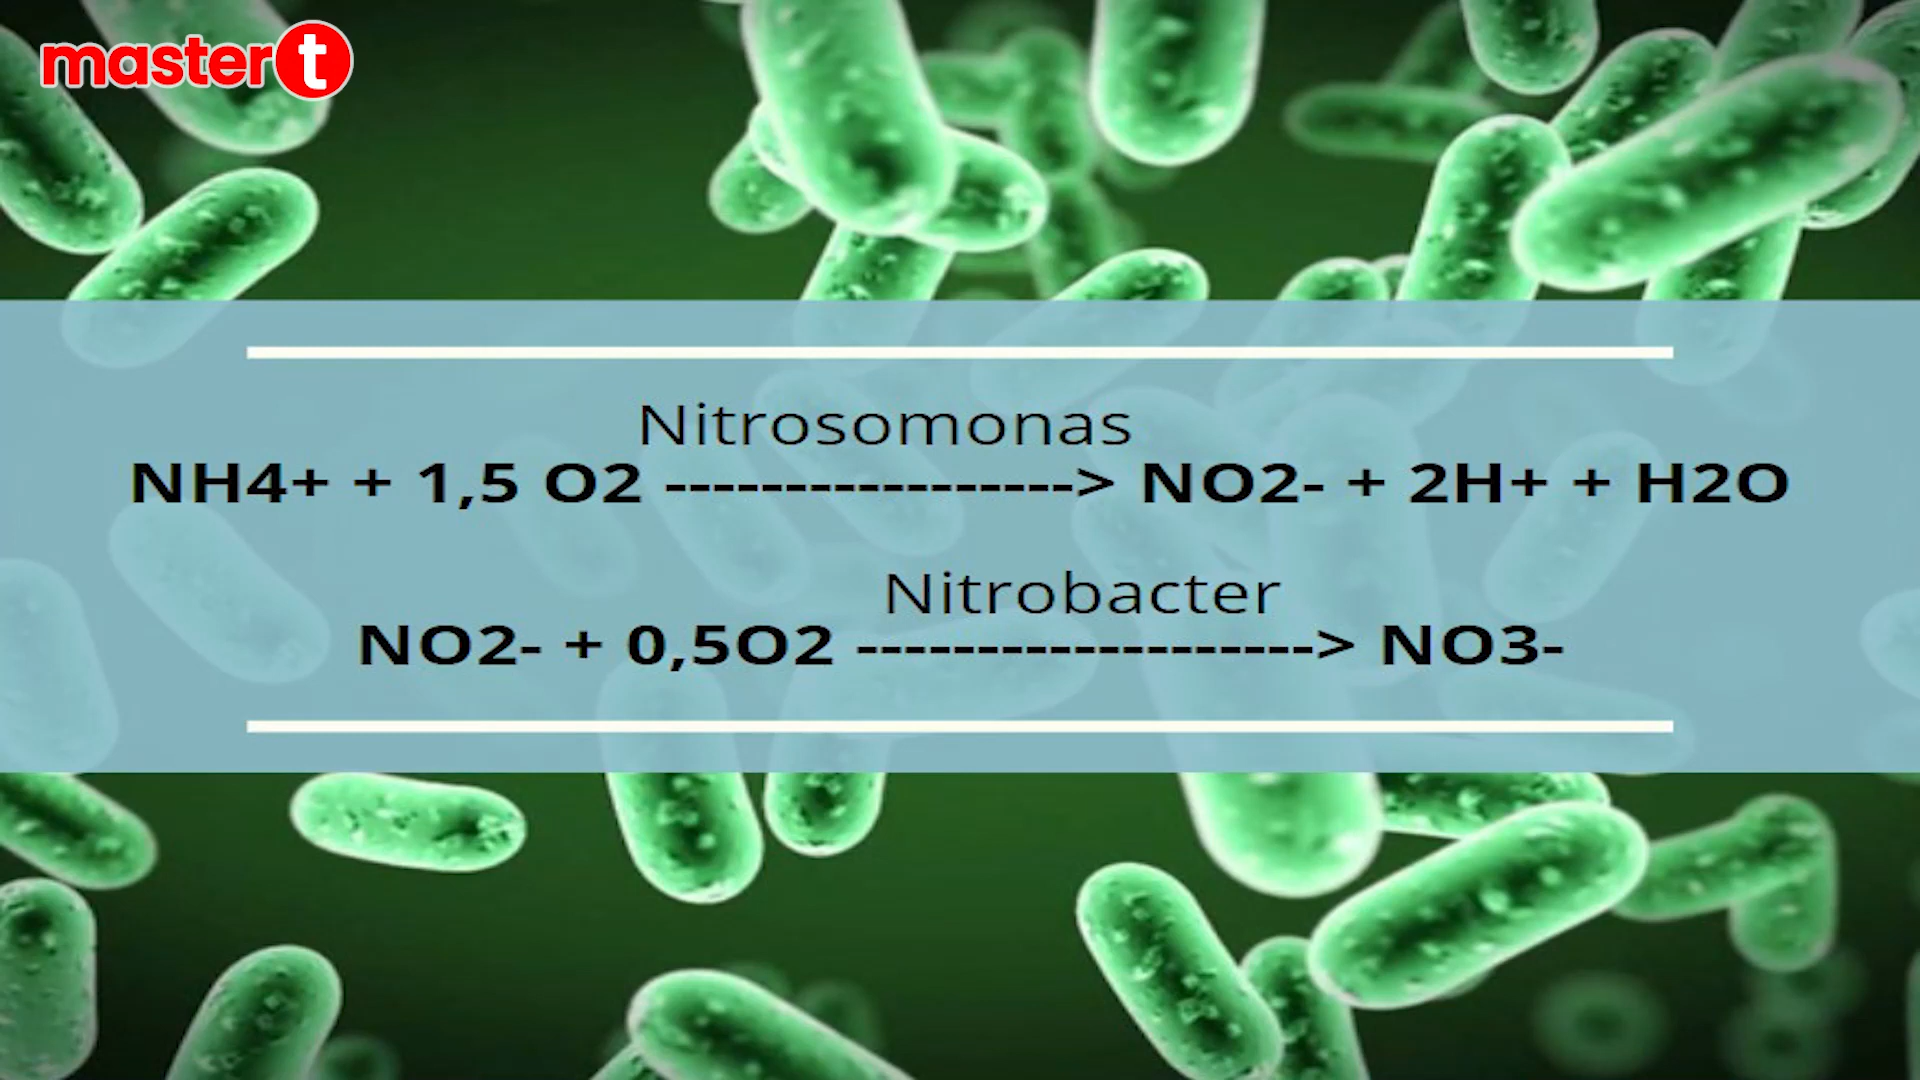 mastert
Nitrosomonas
NH4+ + 1,5 O2 -----------------> NO2- + 2H+ + H2O
Nitrobacter
NO2- + 0,5O2 -------------------> NO3-